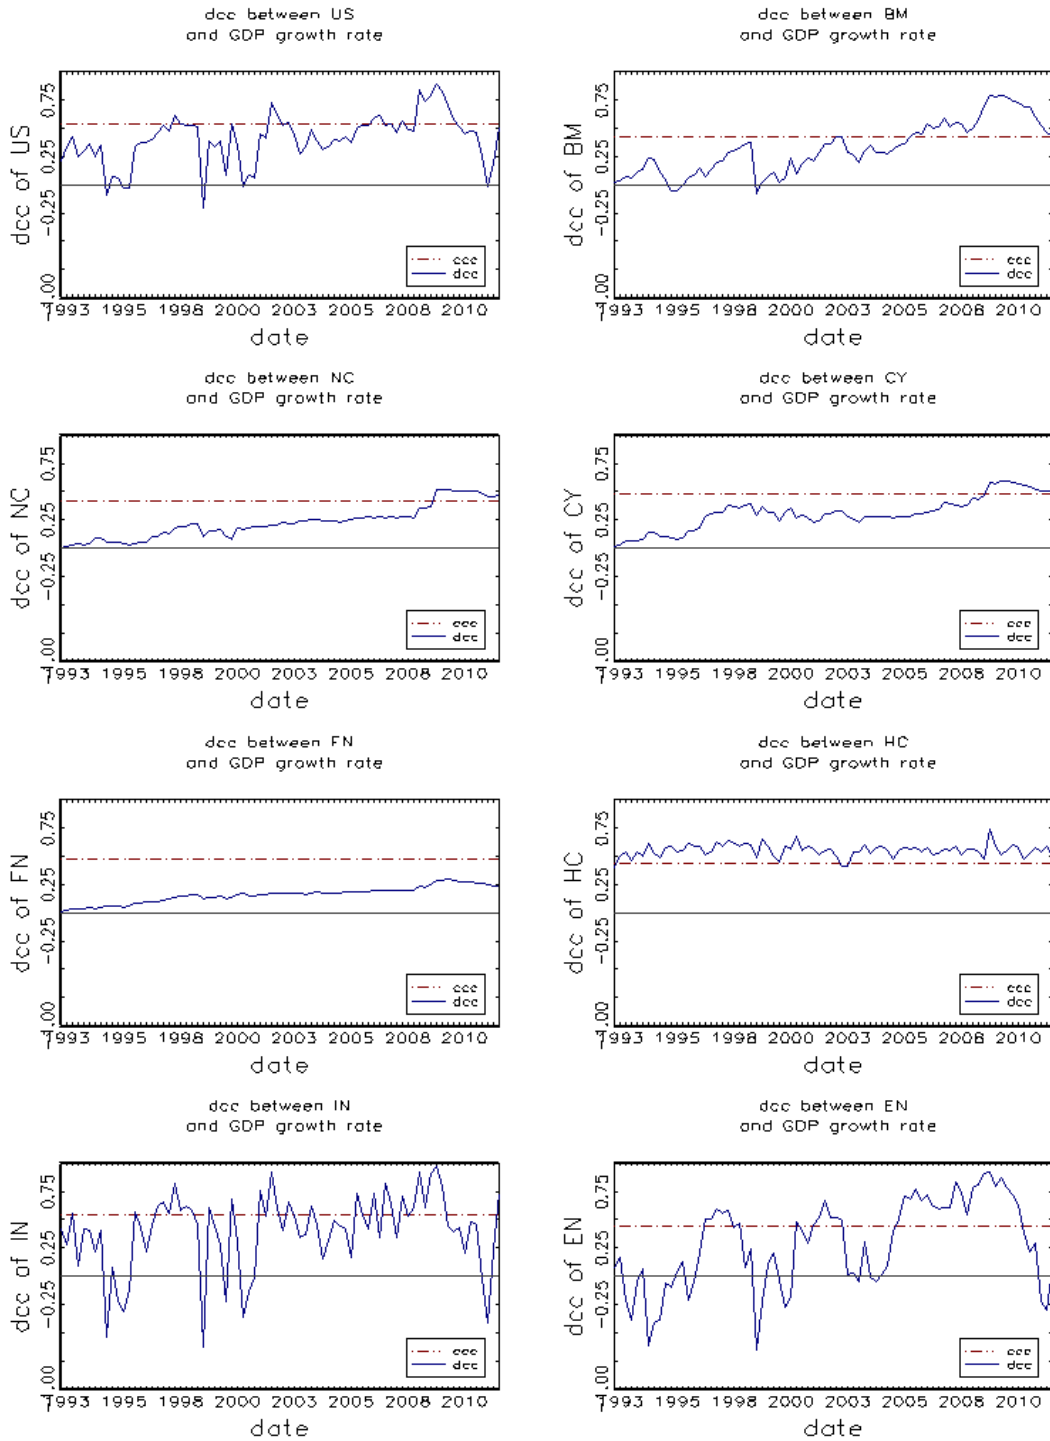 dcc between US
and GDP growth rate
dcc of US
0.75
0.25
-0.25
-1.00
1993 1995 1998 2000 2003 2005 2008 2010
date
ccc
dcc
dcc between BM
and GDP growth rate
dcc of BM
0.75
0.25
-0.25
-1.00
1993 1995 1998 2000 2003 2005 2008 2010
date
ccc
dcc
dcc between NC
and GDP growth rate
dcc of NC
0.75
0.25
-0.25
-1.00
1993 1995 1998 2000 2003 2005 2008 2010
date
ccc
dcc
dcc between CY
and GDP growth rate
dcc of CY
0.75
0.25
-0.25
-1.00
1993 1995 1998 2000 2003 2005 2008 2010
date
ccc
dcc
dcc between FN
and GDP growth rate
dcc of FN
0.75
0.25
-0.25
-1.00
1993 1995 1998 2000 2003 2005 2008 2010
date
ccc
dcc
dcc between HC
and GDP growth rate
dcc of HC
0.75
0.25
-0.25
-1.00
1993 1995 1998 2000 2003 2005 2008 2010
date
ccc
dcc
dcc between IN
and GDP growth rate
dcc of IN
0.75
0.25
-0.25
-1.00
1993 1995 1998 2000 2003 2005 2008 2010
date
ccc
dcc
dcc between EN
and GDP growth rate
dcc of EN
0.75
0.25
-0.25
-1.00
1993 1995 1998 2000 2003 2005 2008 2010
date
ccc
dcc